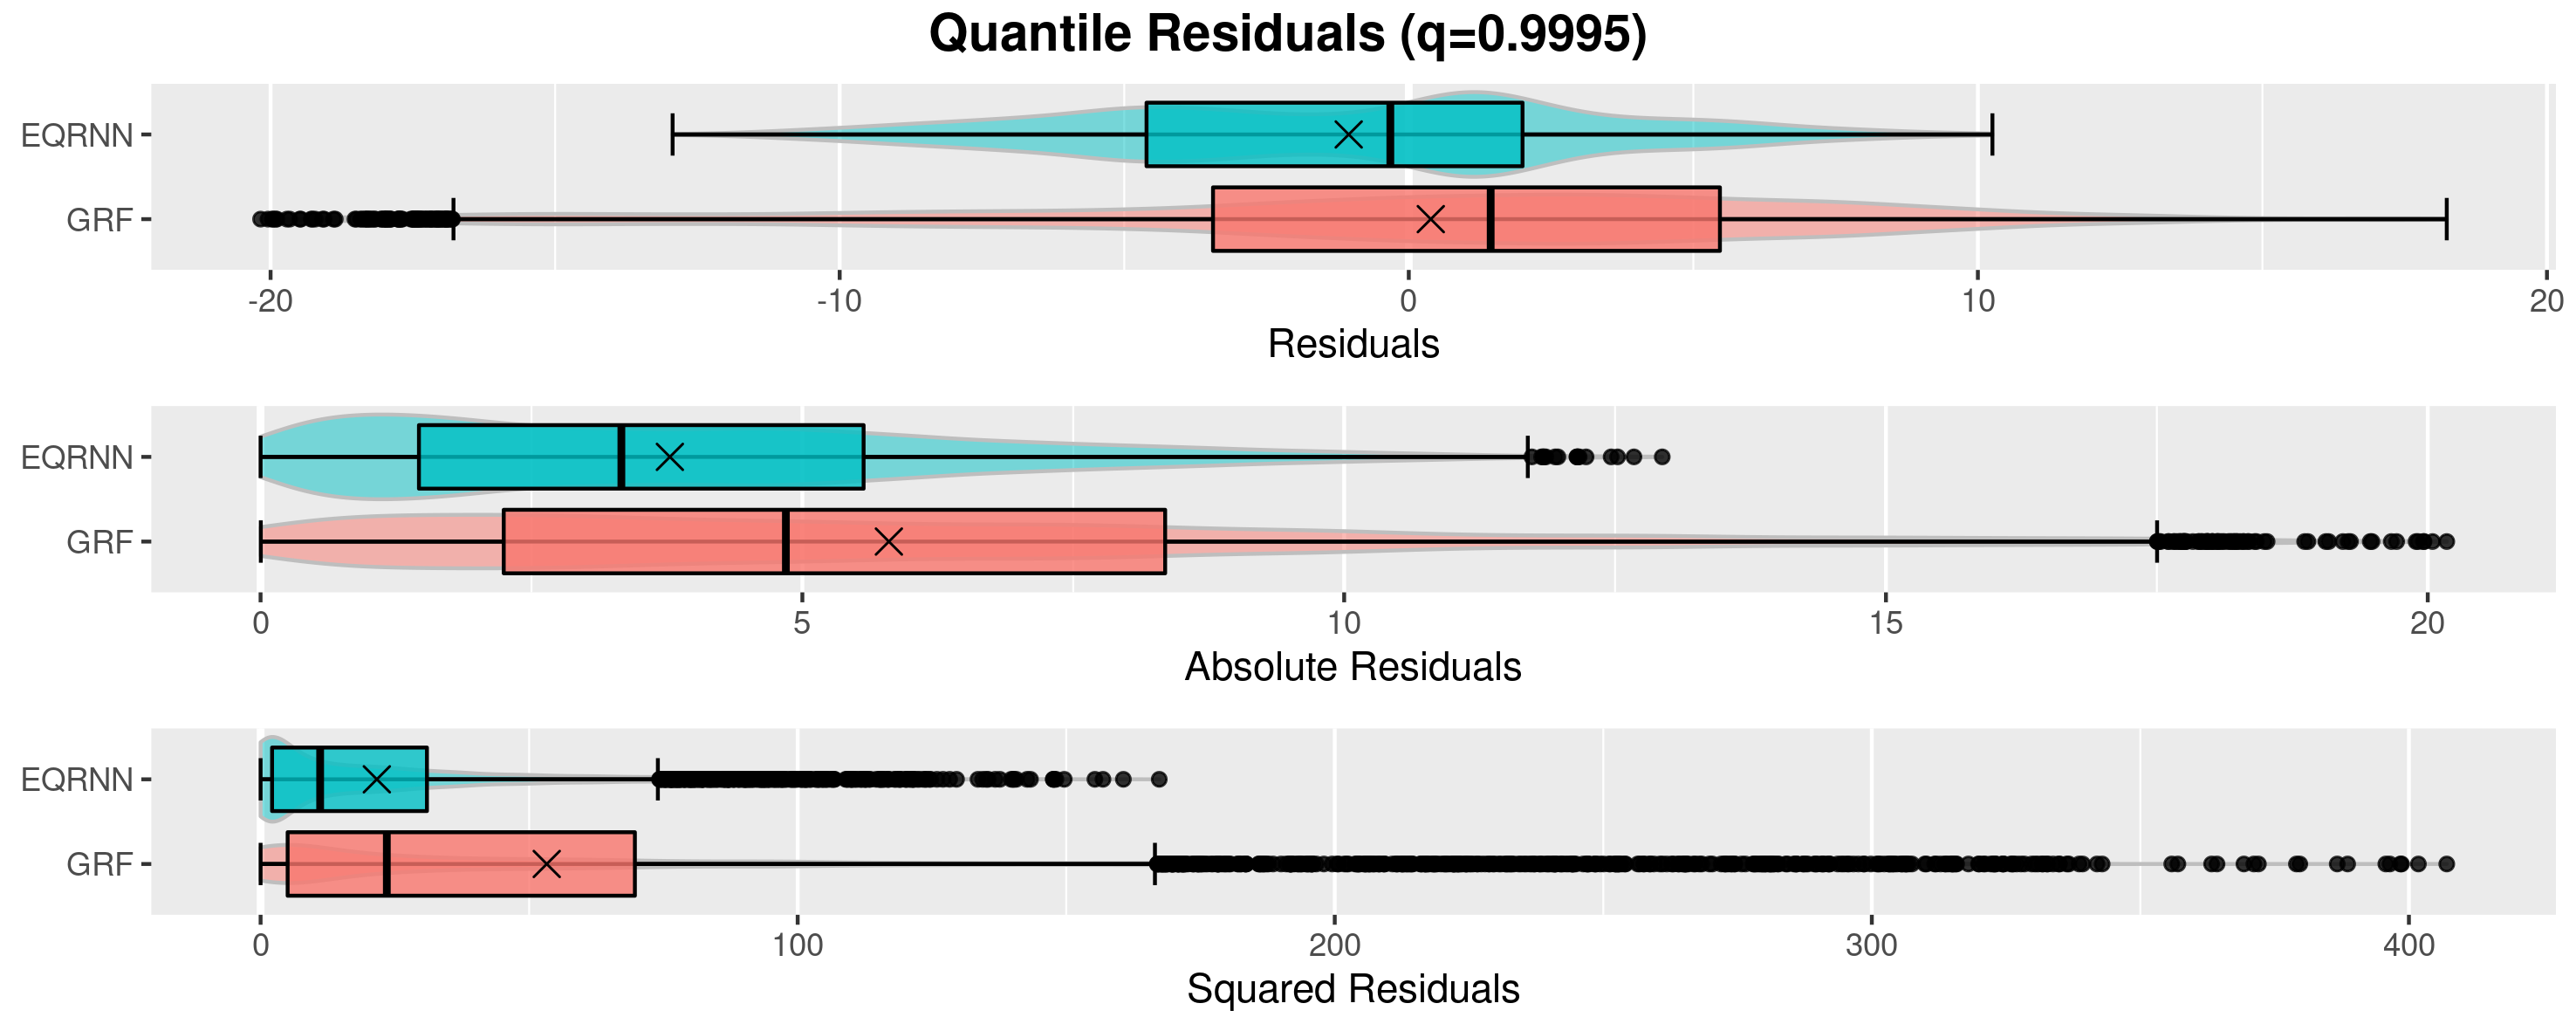 Quantile Residuals (q=0.9995)
EQRNN
GRF
-20 -10 0 10 20
Residuals
EQRNN
GRF
0 5 10 15 20
Absolute Residuals
EQRNN
GRF
0 100 200 300 400
Squared Residuals